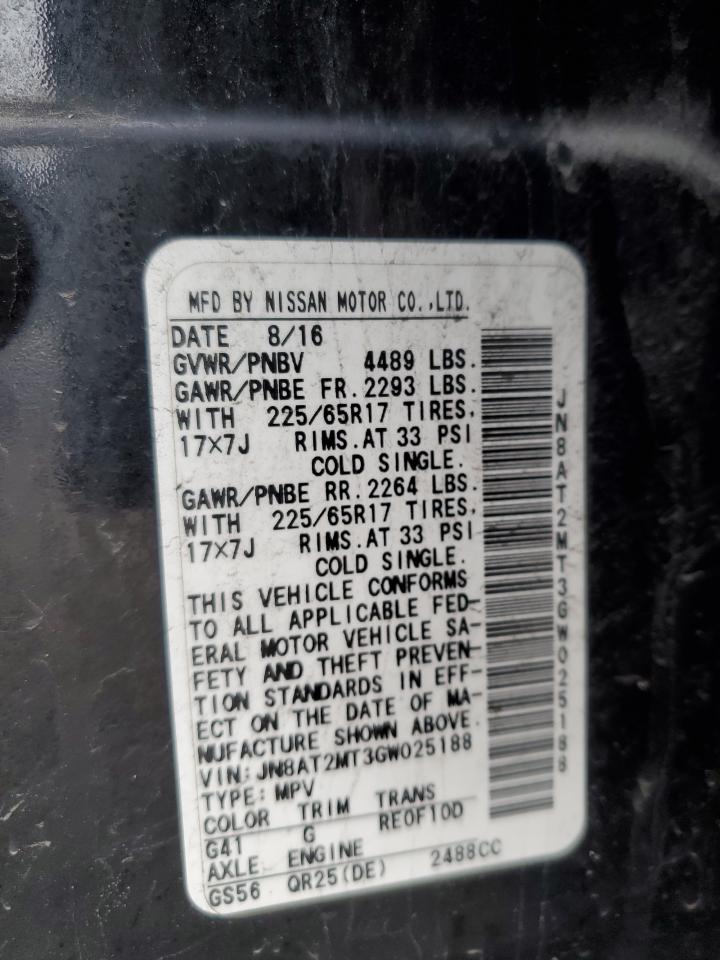 MFD BY NISSAN MOTOR CO.,LTD.
DATE 8/16
GVWR/PNBV 4489 LBS.
GAWR/PNBE FR.2293 LBS.
WITH 225/65R17 TIRES,
17×7J RIMS.AT 33 PSI
COLD SINGLE.
GAWR/PNBE RR.2264 LBS.
WITH 225/65R17 TIRES,
17×7J RIMS.AT 33 PSI
COLD SINGLE.
THIS VEHICLE CONFORMS
TO ALL APPLICABLE FED-
ERAL MOTOR VEHICLE SA-
FETY AND THEFT PREVEN-
TION STANDARDS IN EFF-
ECT ON THE DATE OF MA-
NUFACTURE SHOWN ABOVE.
VIN: JN8AT2MT3GW025188
TYPE: MPV
COLOR TRIM TRANS
G41 G RE0F10D
AXLE ENGINE
GS56 QR25(DE) 2488CC
JN8AT2MT3GW025188